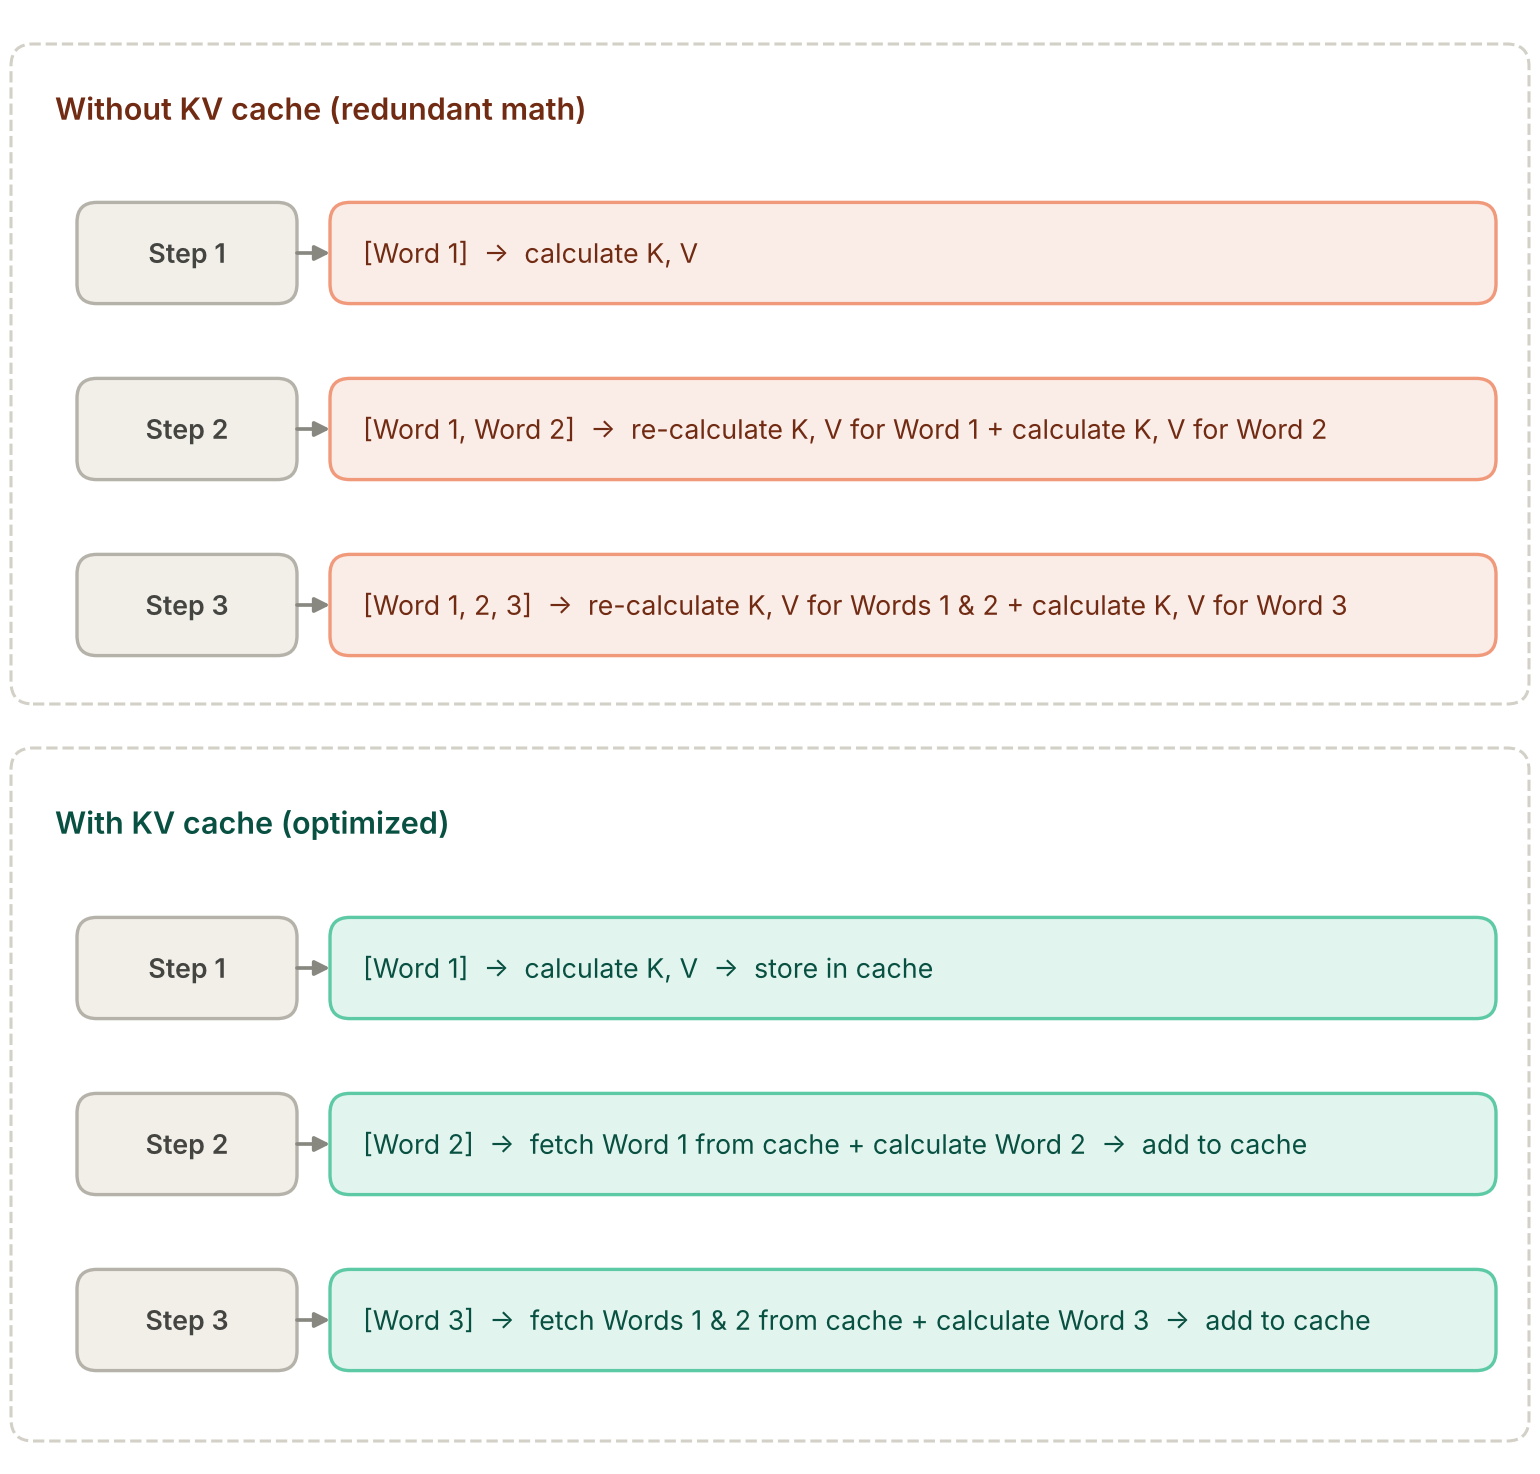 Without KV cache (redundant math)
Step 1
[Word 1] → calculate K, V
Step 2
[Word 1, Word 2] → re-calculate K, V for Word 1 + calculate K, V for Word 2
Step 3
[Word 1, 2, 3] → re-calculate K, V for Words 1 & 2 + calculate K, V for Word 3
With KV cache (optimized)
Step 1
[Word 1] → calculate K, V → store in cache
Step 2
[Word 2] → fetch Word 1 from cache + calculate Word 2 → add to cache
Step 3
[Word 3] → fetch Words 1 & 2 from cache + calculate Word 3 → add to cache